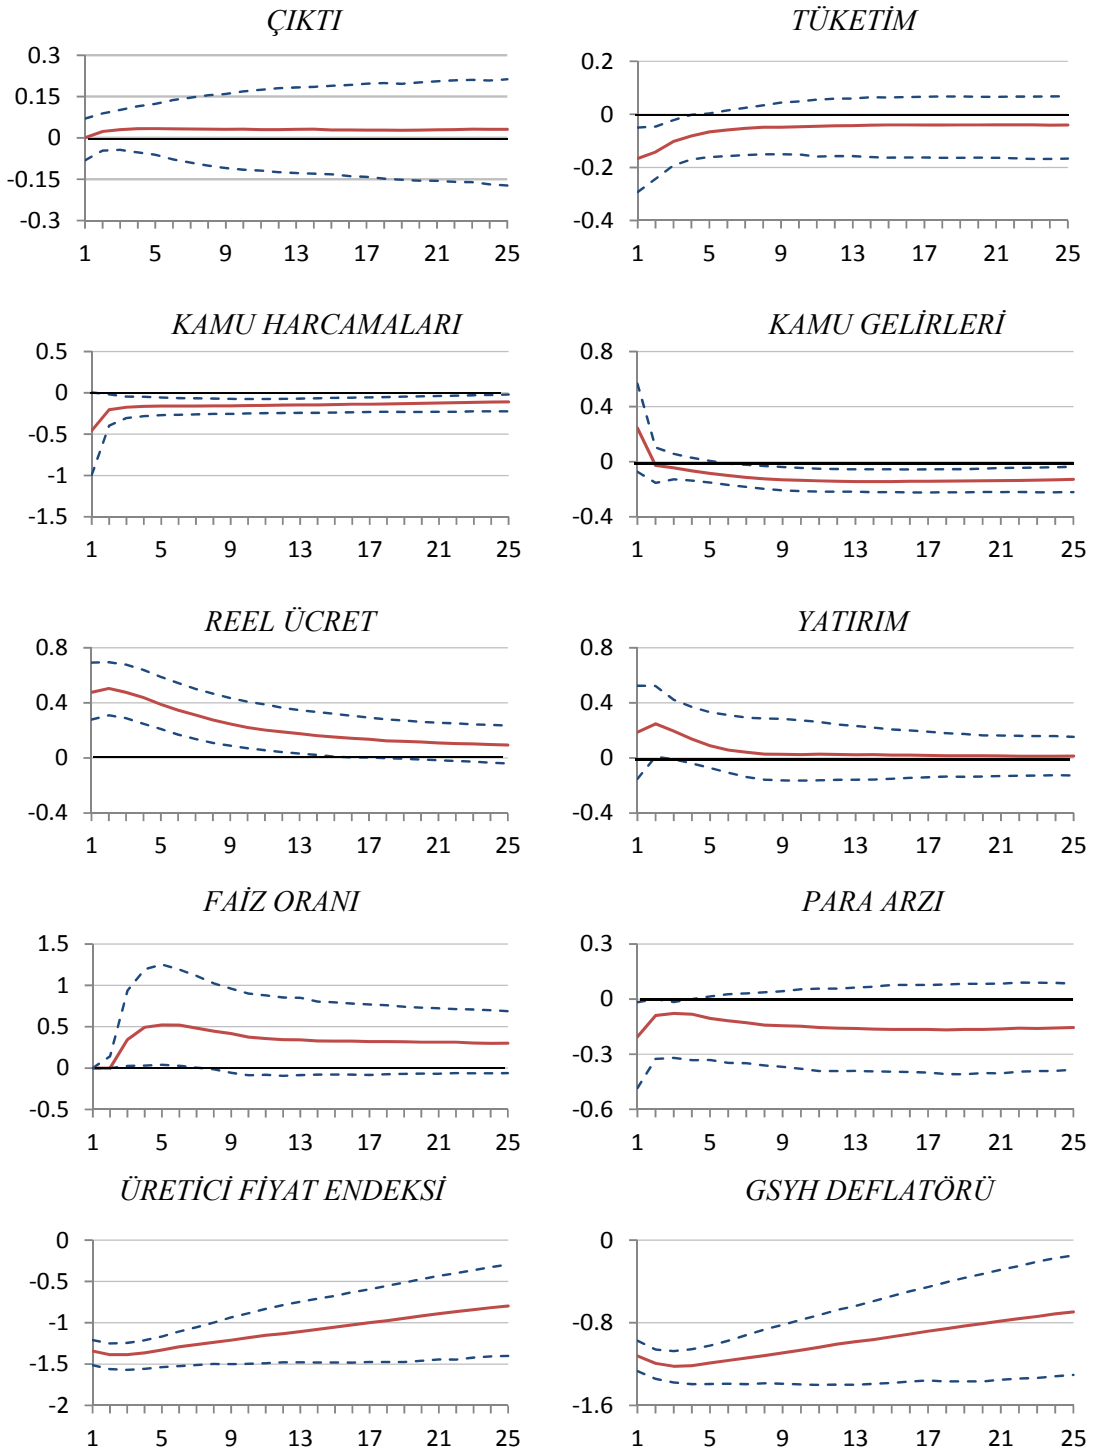 ÇIKTI
0.3
0.15
0
-0.15
-0.3
1 5 9 13 17 21 25
TÜKETİM
0.2
0
-0.2
-0.4
1 5 9 13 17 21 25
KAMU HARCAMALARI
0.5
0
-0.5
-1
-1.5
1 5 9 13 17 21 25
KAMU GELİRLERİ
0.8
0.4
0
-0.4
1 5 9 13 17 21 25
REEL ÜCRET
0.8
0.4
0
-0.4
1 5 9 13 17 21 25
YATIRIM
0.8
0.4
0
-0.4
1 5 9 13 17 21 25
FAİZ ORANI
1.5
1
0.5
0
-0.5
1 5 9 13 17 21 25
PARA ARZI
0.3
0
-0.3
-0.6
1 5 9 13 17 21 25
ÜRETİCİ FİYAT ENDEKSİ
0
-0.5
-1
-1.5
-2
1 5 9 13 17 21 25
GSYH DEFLATÖRÜ
0
-0.8
-1.6
1 5 9 13 17 21 25